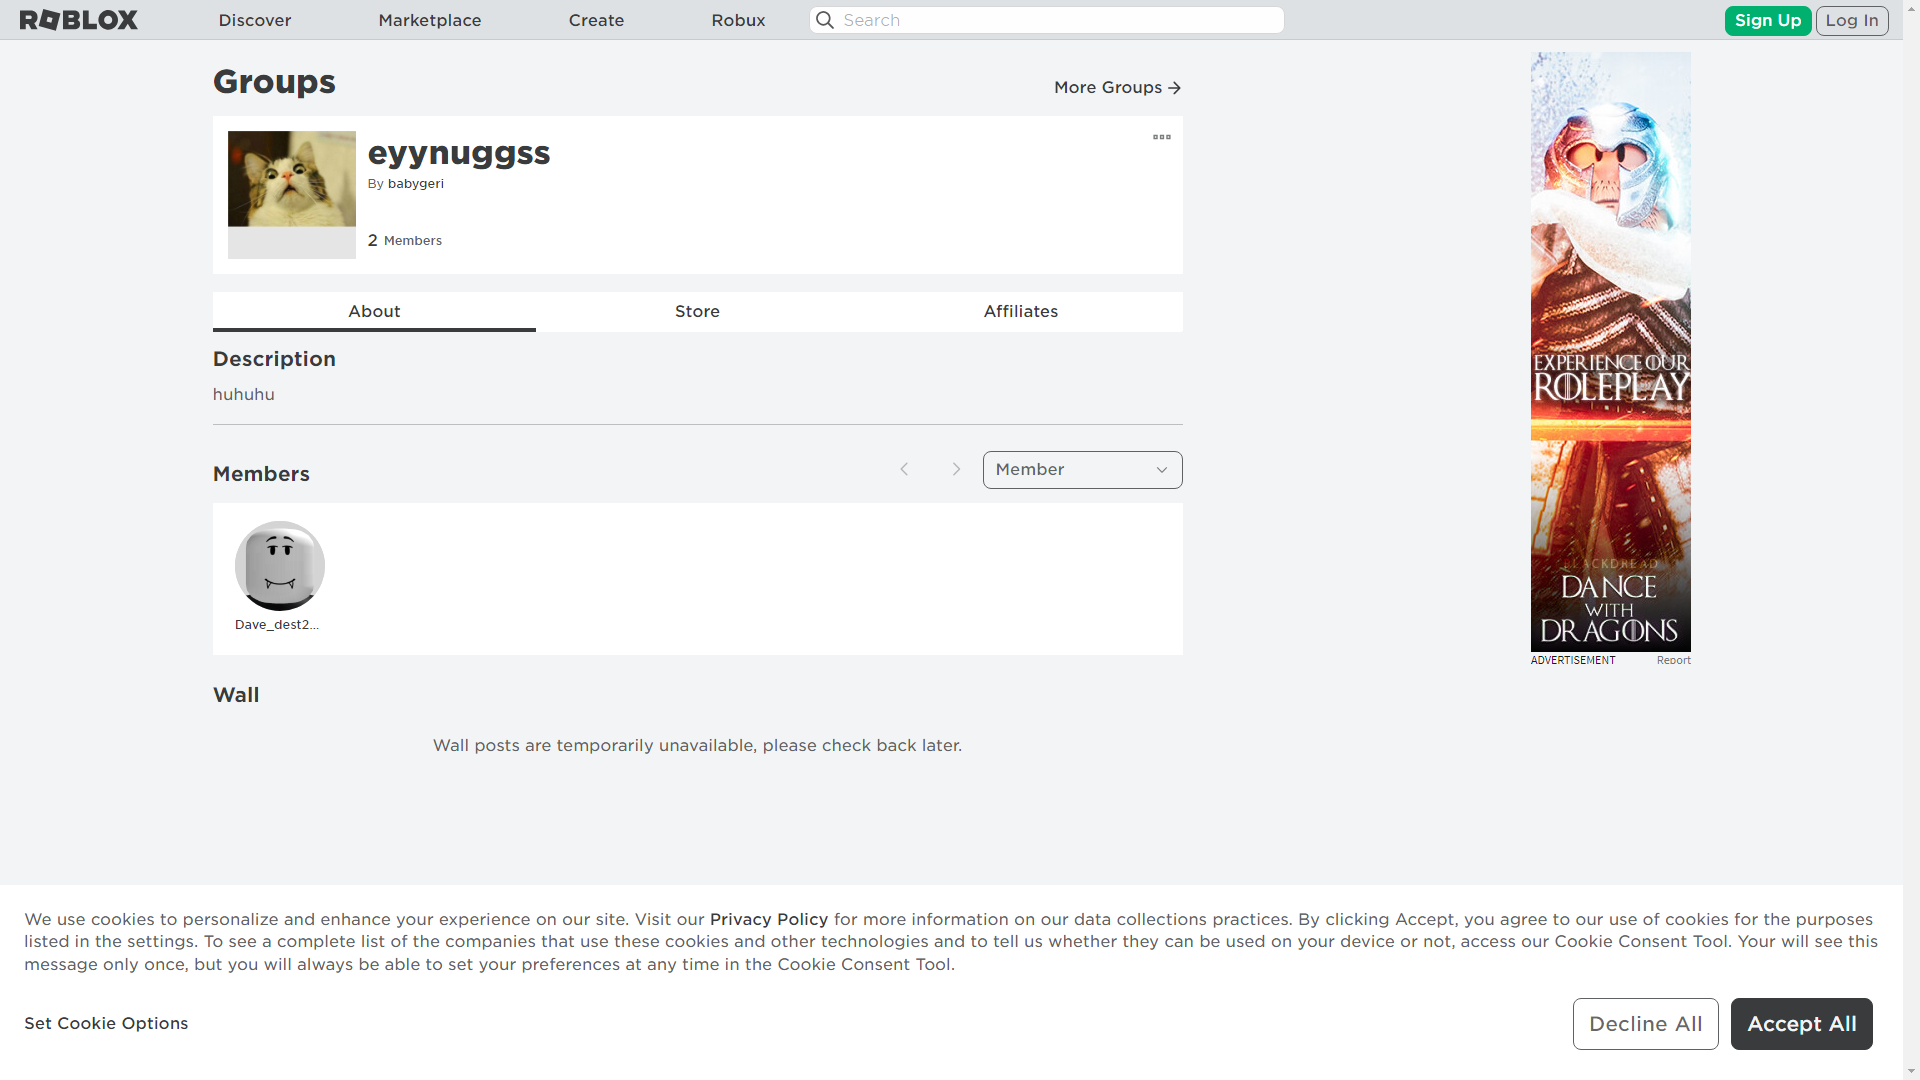 ROBLOX
Discover
Marketplace
Create
Robux
Search
Sign Up
Log In
Groups
More Groups
eyynuggss
By babygeri
2 Members
About
Store
Affiliates
Description
huhuhu
Members
Member
Dave_dest2...
Wall
Wall posts are temporarily unavailable, please check back later.
EXPERIENCE OUR
ROLEPLAY
BLACKDREAD
DANCE
WITH
DRAGONS
ADVERTISEMENT
Report
We use cookies to personalize and enhance your experience on our site. Visit our Privacy Policy for more information on our data collections practices. By clicking Accept, you agree to our use of cookies for the purposes
listed in the settings. To see a complete list of the companies that use these cookies and other technologies and to tell us whether they can be used on your device or not, access our Cookie Consent Tool. Your will see this
message only once, but you will always be able to set your preferences at any time in the Cookie Consent Tool.
Set Cookie Options
Decline All
Accept All